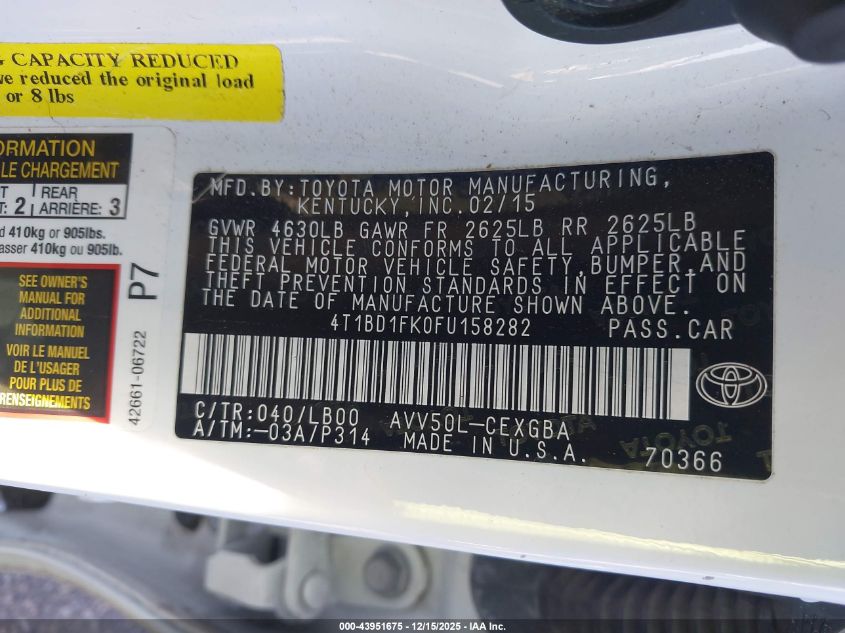 G CAPACITY REDUCED
we reduced the original load
or 8 lbs
ORMATION
LE CHARGEMENT
2
REAR
ARRIÈRE: 3
410kg or 905lbs.
asser 410kg ou 905lb.
SEE OWNER'S
MANUAL FOR
ADDITIONAL
INFORMATION
VOIR LE MANUEL
DE L'USAGER
POUR PLUS DE
RENSEIGNEMENTS
P7
42661-06722
MFD. BY: TOYOTA MOTOR MANUFACTURING,
KENTUCKY, INC. 02/15
GVWR 4630LB GAWR FR 2625LB RR 2625LB
THIS VEHICLE CONFORMS TO ALL APPLICABLE
FEDERAL MOTOR VEHICLE SAFETY, BUMPER, AND
THEFT PREVENTION STANDARDS IN EFFECT ON
THE DATE OF MANUFACTURE SHOWN ABOVE.
4T1BD1FK0FU158282 PASS.CAR
C/TR: 040/LB00 AVV50L-CEXGBA
A/TM:-03A/P314 MADE IN U.S.A. 70366
000-43951675 - 12/15/2025 - IAAI.COM